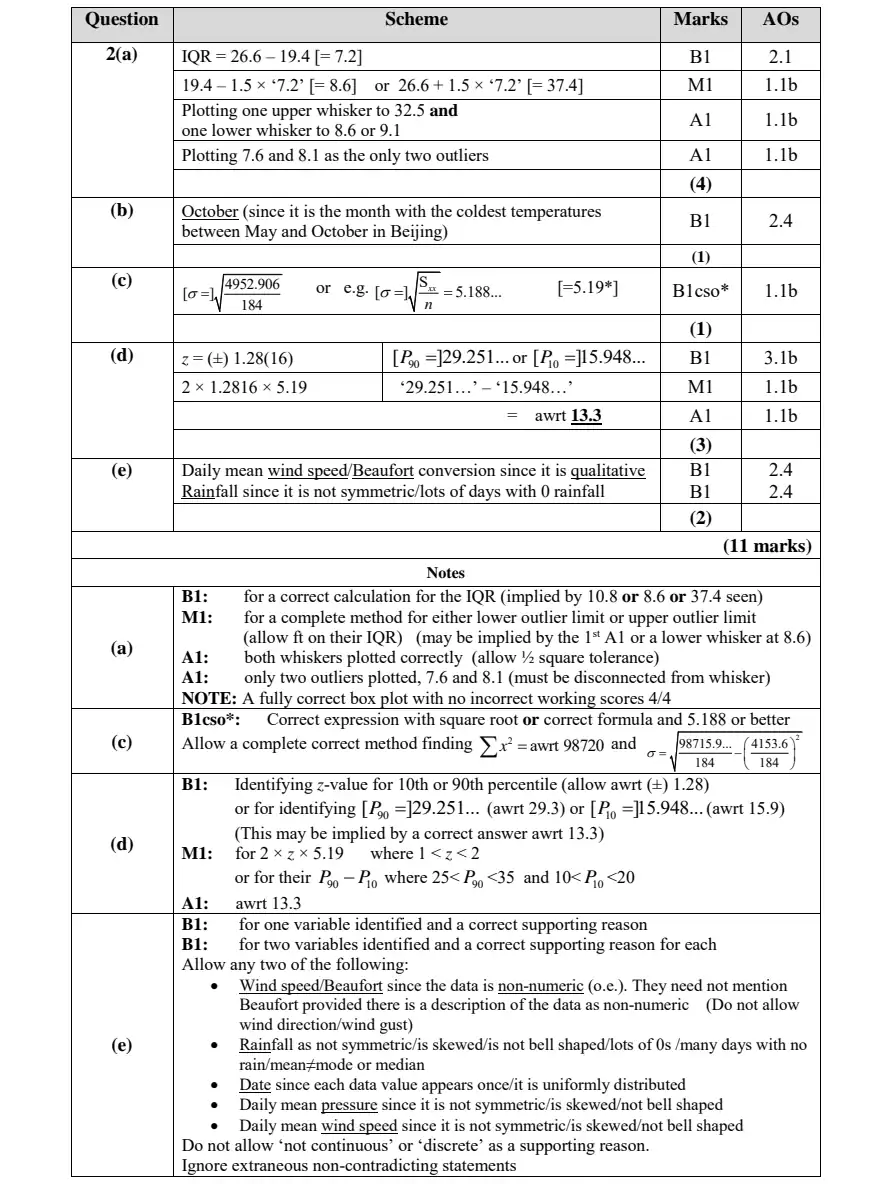 Question Scheme Marks AOs
2(a) IQR = 26.6 – 19.4 [= 7.2] B1 2.1
19.4 – 1.5 × ‘7.2’ [= 8.6] or 26.6 + 1.5 × ‘7.2’ [= 37.4] M1 1.1b
Plotting one upper whisker to 32.5 and
one lower whisker to 8.6 or 9.1 A1 1.1b
Plotting 7.6 and 8.1 as the only two outliers A1 1.1b
(4)
(b) October (since it is the month with the coldest temperatures
between May and October in Beijing) B1 2.4
(1)
(c) [σ =]√(4952.906/184) or e.g. [σ =]√(Sxx/n) = 5.188... [=5.19*] B1cso* 1.1b
(1)
(d) z = (±) 1.28(16) [P90 =]29.251... or [P10 =]15.948... B1 3.1b
2 × 1.2816 × 5.19 ‘29.251…’ – ‘15.948…’ M1 1.1b
= awrt 13.3 A1 1.1b
(3)
(e) Daily mean wind speed/Beaufort conversion since it is qualitative B1 2.4
Rainfall since it is not symmetric/lots of days with 0 rainfall B1 2.4
(2)
(11 marks)
Notes
(a)
B1: for a correct calculation for the IQR (implied by 10.8 or 8.6 or 37.4 seen)
M1: for a complete method for either lower outlier limit or upper outlier limit
(allow ft on their IQR) (may be implied by the 1st A1 or a lower whisker at 8.6)
A1: both whiskers plotted correctly (allow ½ square tolerance)
A1: only two outliers plotted, 7.6 and 8.1 (must be disconnected from whisker)
NOTE: A fully correct box plot with no incorrect working scores 4/4
(c)
B1cso*: Correct expression with square root or correct formula and 5.188 or better
Allow a complete correct method finding ∑x² = awrt 98720 and σ = √(98715.9.../184 – (4153.6/184)²)
(d)
B1: Identifying z-value for 10th or 90th percentile (allow awrt (±) 1.28)
or for identifying [P90 =]29.251... (awrt 29.3) or [P10 =]15.948... (awrt 15.9)
(This may be implied by a correct answer awrt 13.3)
M1: for 2 × z × 5.19 where 1 < z < 2
or for their P90 – P10 where 25< P90 <35 and 10< P10 <20
A1: awrt 13.3
(e)
B1: for one variable identified and a correct supporting reason
B1: for two variables identified and a correct supporting reason for each
Allow any two of the following:
• Wind speed/Beaufort since the data is non-numeric (o.e.). They need not mention
Beaufort provided there is a description of the data as non-numeric (Do not allow
wind direction/wind gust)
• Rainfall as not symmetric/is skewed/is not bell shaped/lots of 0s /many days with no
rain/mean≠mode or median
• Date since each data value appears once/it is uniformly distributed
• Daily mean pressure since it is not symmetric/is skewed/not bell shaped
• Daily mean wind speed since it is not symmetric/is skewed/not bell shaped
Do not allow ‘not continuous’ or ‘discrete’ as a supporting reason.
Ignore extraneous non-contradicting statements